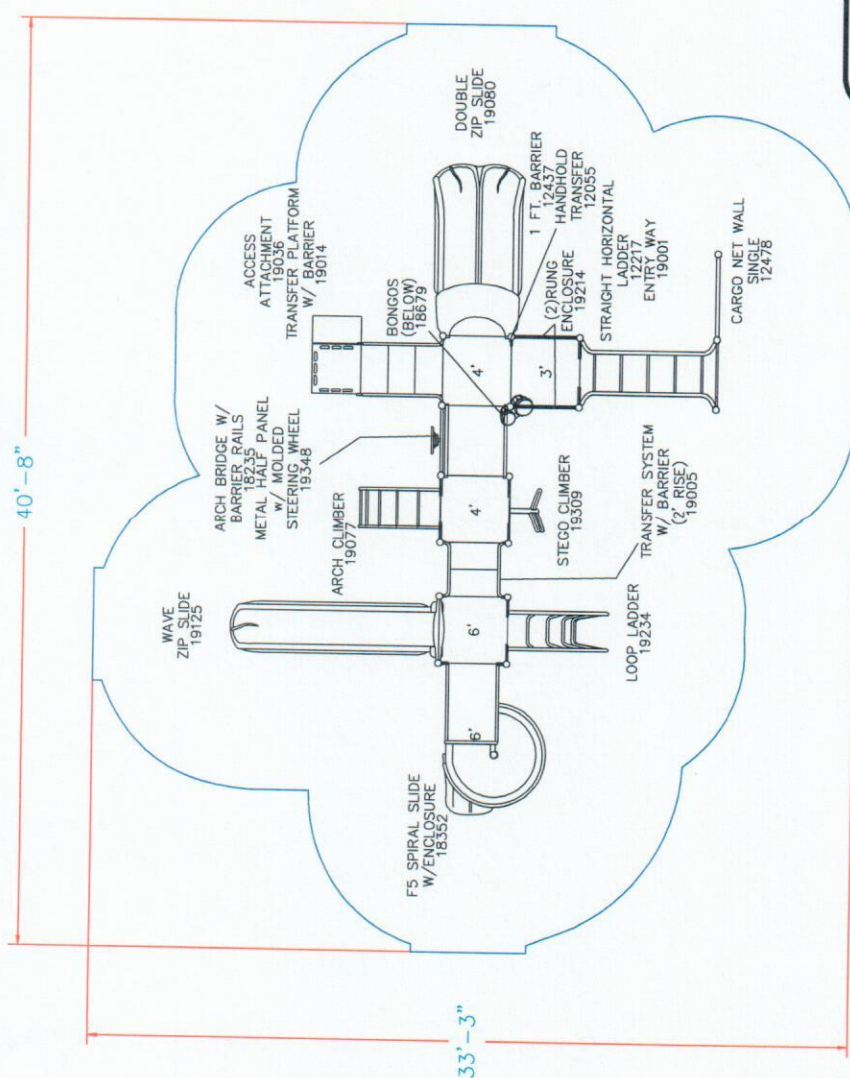 40'-8"
33'-3"
WAVE
ZIP SLIDE
19125
ARCH BRIDGE W/
BARRIER RAILS
18235
METAL HALF PANEL
w/ MOLDED
STEERING WHEEL
19348
ARCH CLIMBER
19077
ACCESS
ATTACHMENT
19036
TRANSFER PLATFORM
W/ BARRIER
19014
BONGOS
(BELOW)
18679
DOUBLE
ZIP SLIDE
19080
F5 SPIRAL SLIDE
W/ENCLOSURE
18352
6'
6'
4'
4'
3'
1 FT. BARRIER
12437
HANDHOLD
TRANSFER
12055
(2)RUNG
ENCLOSURE
19214
STRAIGHT HORIZONTAL
LADDER
12217
ENTRY WAY
19001
CARGO NET WALL
SINGLE
12478
STEGO CLIMBER
19309
TRANSFER SYSTEM
W/ BARRIER
(2' RISE)
19005
LOOP LADDER
19234